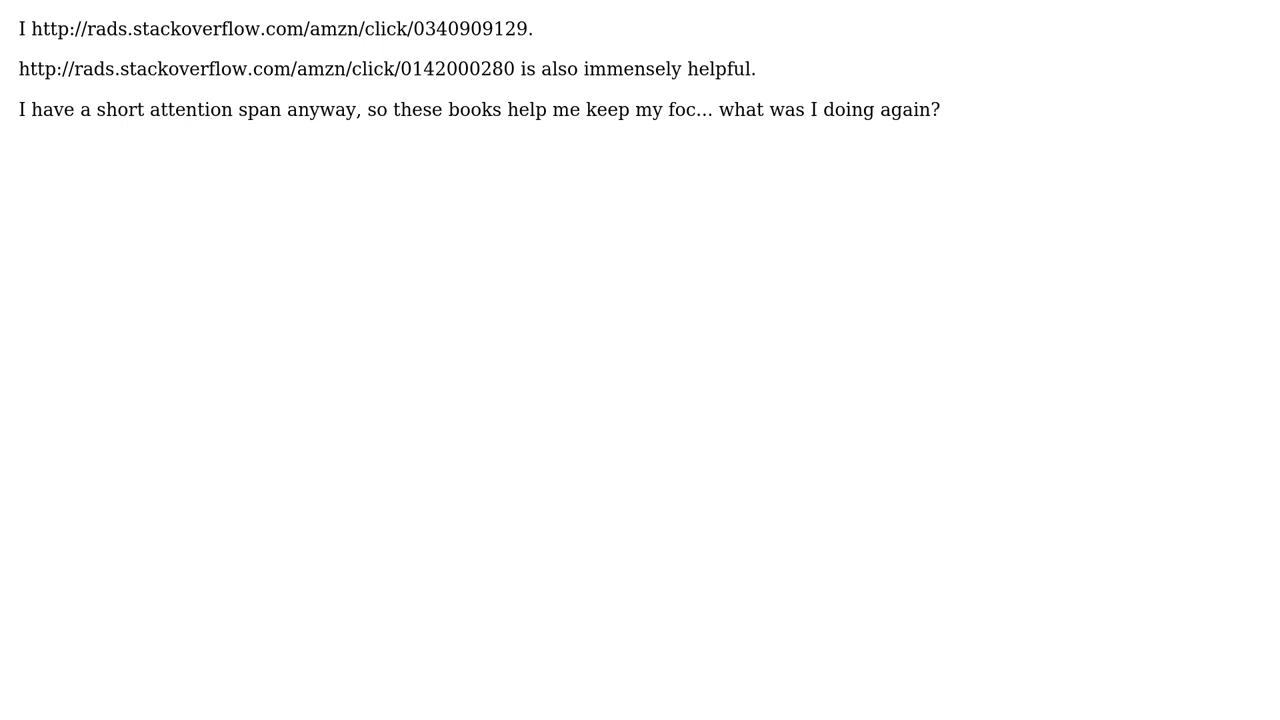 I http://rads.stackoverflow.com/amzn/click/0340909129.
http://rads.stackoverflow.com/amzn/click/0142000280 is also immensely helpful.
I have a short attention span anyway, so these books help me keep my foc... what was I doing again?